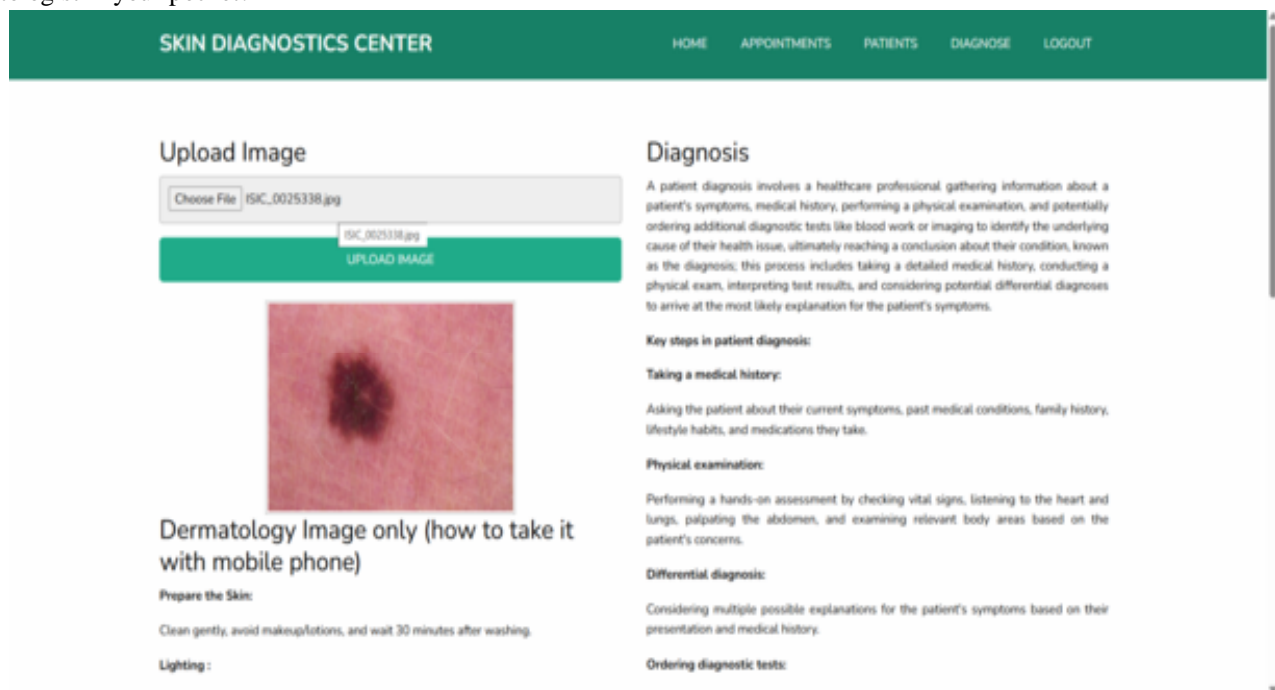 SKIN DIAGNOSTICS CENTER
HOME APPOINTMENTS PATIENTS DIAGNOSE LOGOUT
Upload Image
Choose File ISIC_0025338.jpg
ISIC_0025338.jpg
UPLOAD IMAGE
Dermatology Image only (how to take it
with mobile phone)
Prepare the Skin:
Clean gently, avoid makeup/lotions, and wait 30 minutes after washing.
Lighting :
Diagnosis
A patient diagnosis involves a healthcare professional gathering information about a
patient's symptoms, medical history, performing a physical examination, and potentially
ordering additional diagnostic tests like blood work or imaging to identify the underlying
cause of their health issue, ultimately reaching a conclusion about their condition, known
as the diagnosis; this process includes taking a detailed medical history, conducting a
physical exam, interpreting test results, and considering potential differential diagnoses
to arrive at the most likely explanation for the patient's symptoms.
Key steps in patient diagnosis:
Taking a medical history:
Asking the patient about their current symptoms, past medical conditions, family history,
lifestyle habits, and medications they take.
Physical examination:
Performing a hands-on assessment by checking vital signs, listening to the heart and
lungs, palpating the abdomen, and examining relevant body areas based on the
patient's concerns.
Differential diagnosis:
Considering multiple possible explanations for the patient's symptoms based on their
presentation and medical history.
Ordering diagnostic tests: